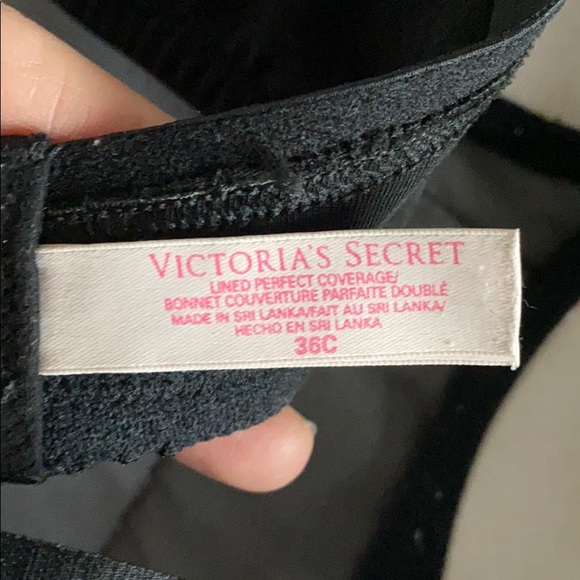 VICTORIA'S SECRET
LINED PERFECT COVERAGE/
BONNET COUVERTURE PARFAITE DOUBLÉ
MADE IN SRI LANKA/FAIT AU SRI LANKA/
HECHO EN SRI LANKA
36C